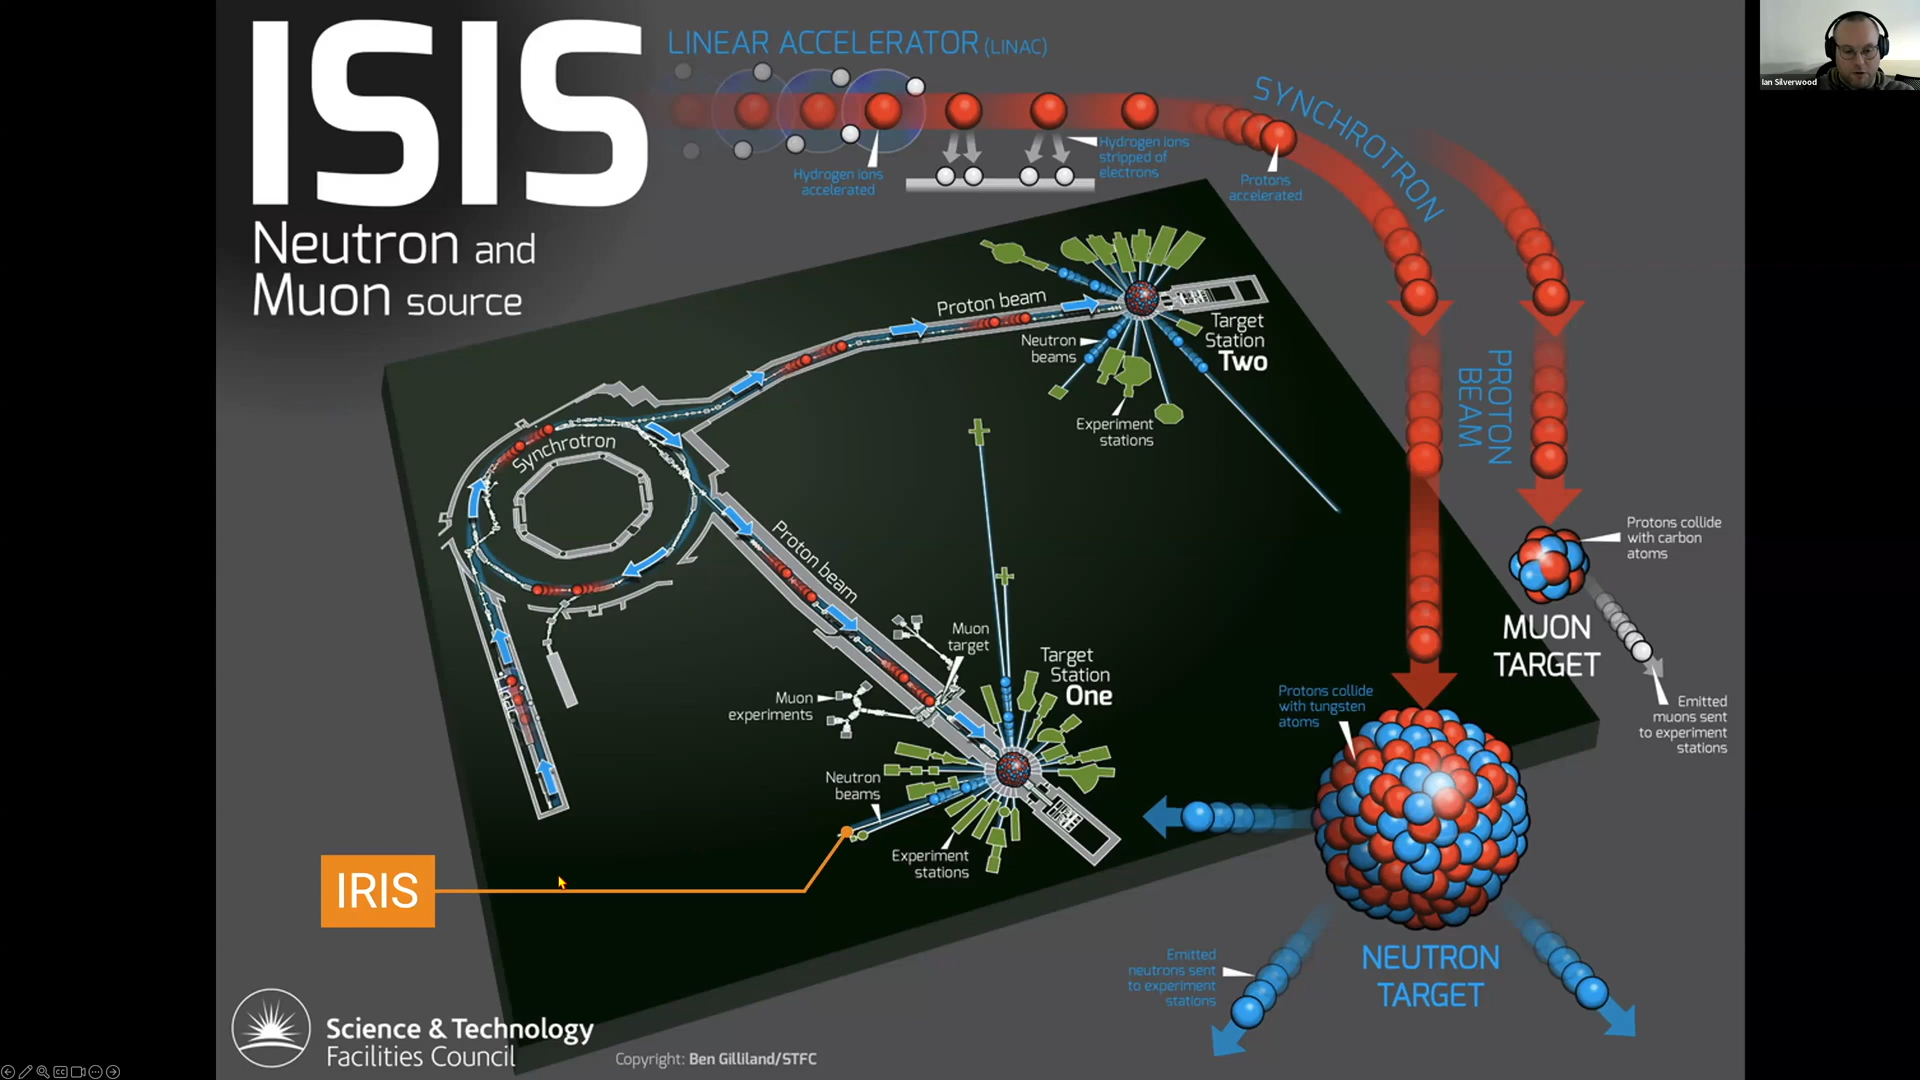 ISIS
Neutron and
Muon source
LINEAR ACCELERATOR (LINAC)
Hydrogen ions
accelerated
Hydrogen ions
stripped of
electrons
Protons
accelerated
SYNCHROTRON
PROTON
BEAM
Protons collide
with carbon
atoms
MUON
TARGET
Emitted
muons sent
to experiment
stations
Protons collide
with tungsten
atoms
NEUTRON
TARGET
Emitted
neutrons sent
to experiment
stations
Synchrotron
Proton beam
Target
Station
Two
Neutron
beams
Experiment
stations
Proton beam
Muon
target
Muon
experiments
Target
Station
One
Neutron
beams
Experiment
stations
IRIS
Science & Technology
Facilities Council
Copyright: Ben Gilliland/STFC
Ian Silverwood
CC